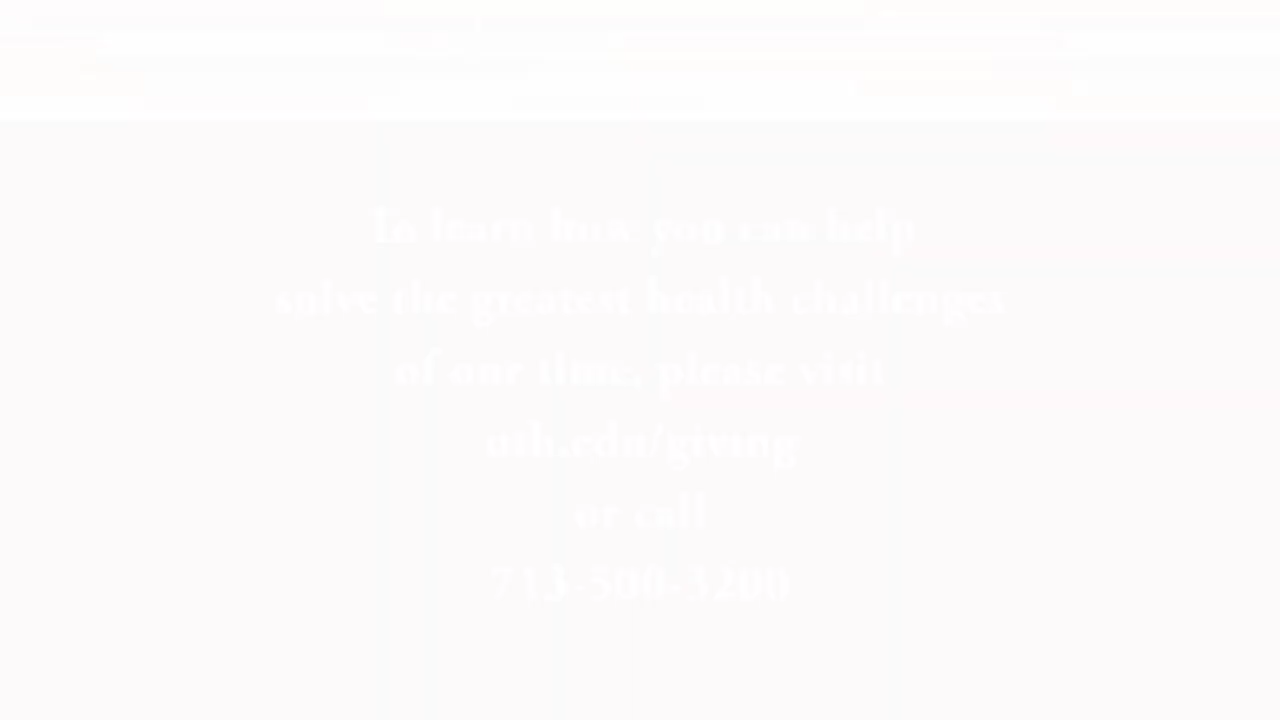 To learn how you can help
solve the greatest health challenges
of our time, please visit
uth.edu/giving
or call
713-500-3200